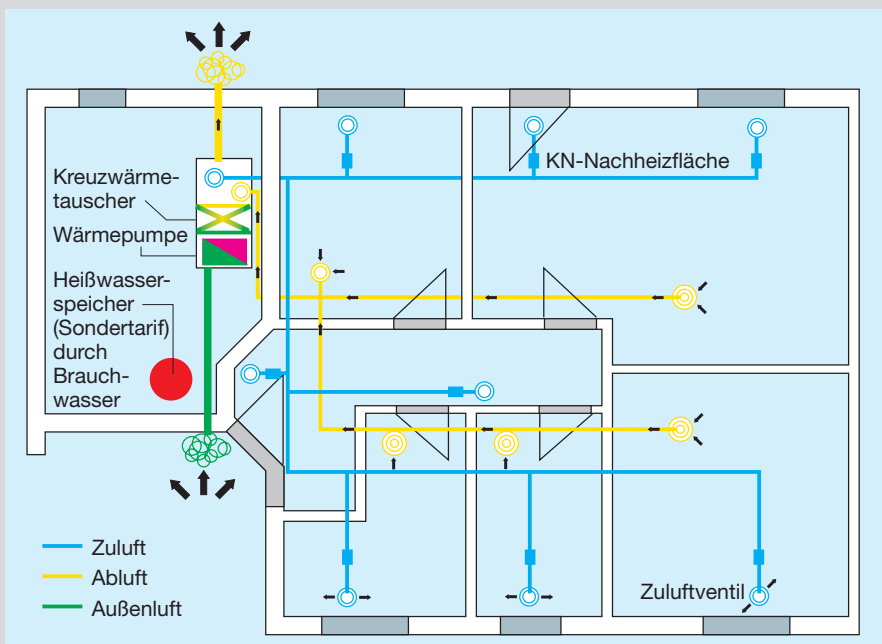 KN-Nachheizfläche
Kreuzwärme-
tauscher
Wärmepumpe
Heißwasser-
speicher
(Sondertarif)
durch
Brauch-
wasser
Zuluft
Abluft
Außenluft
Zuluftventil